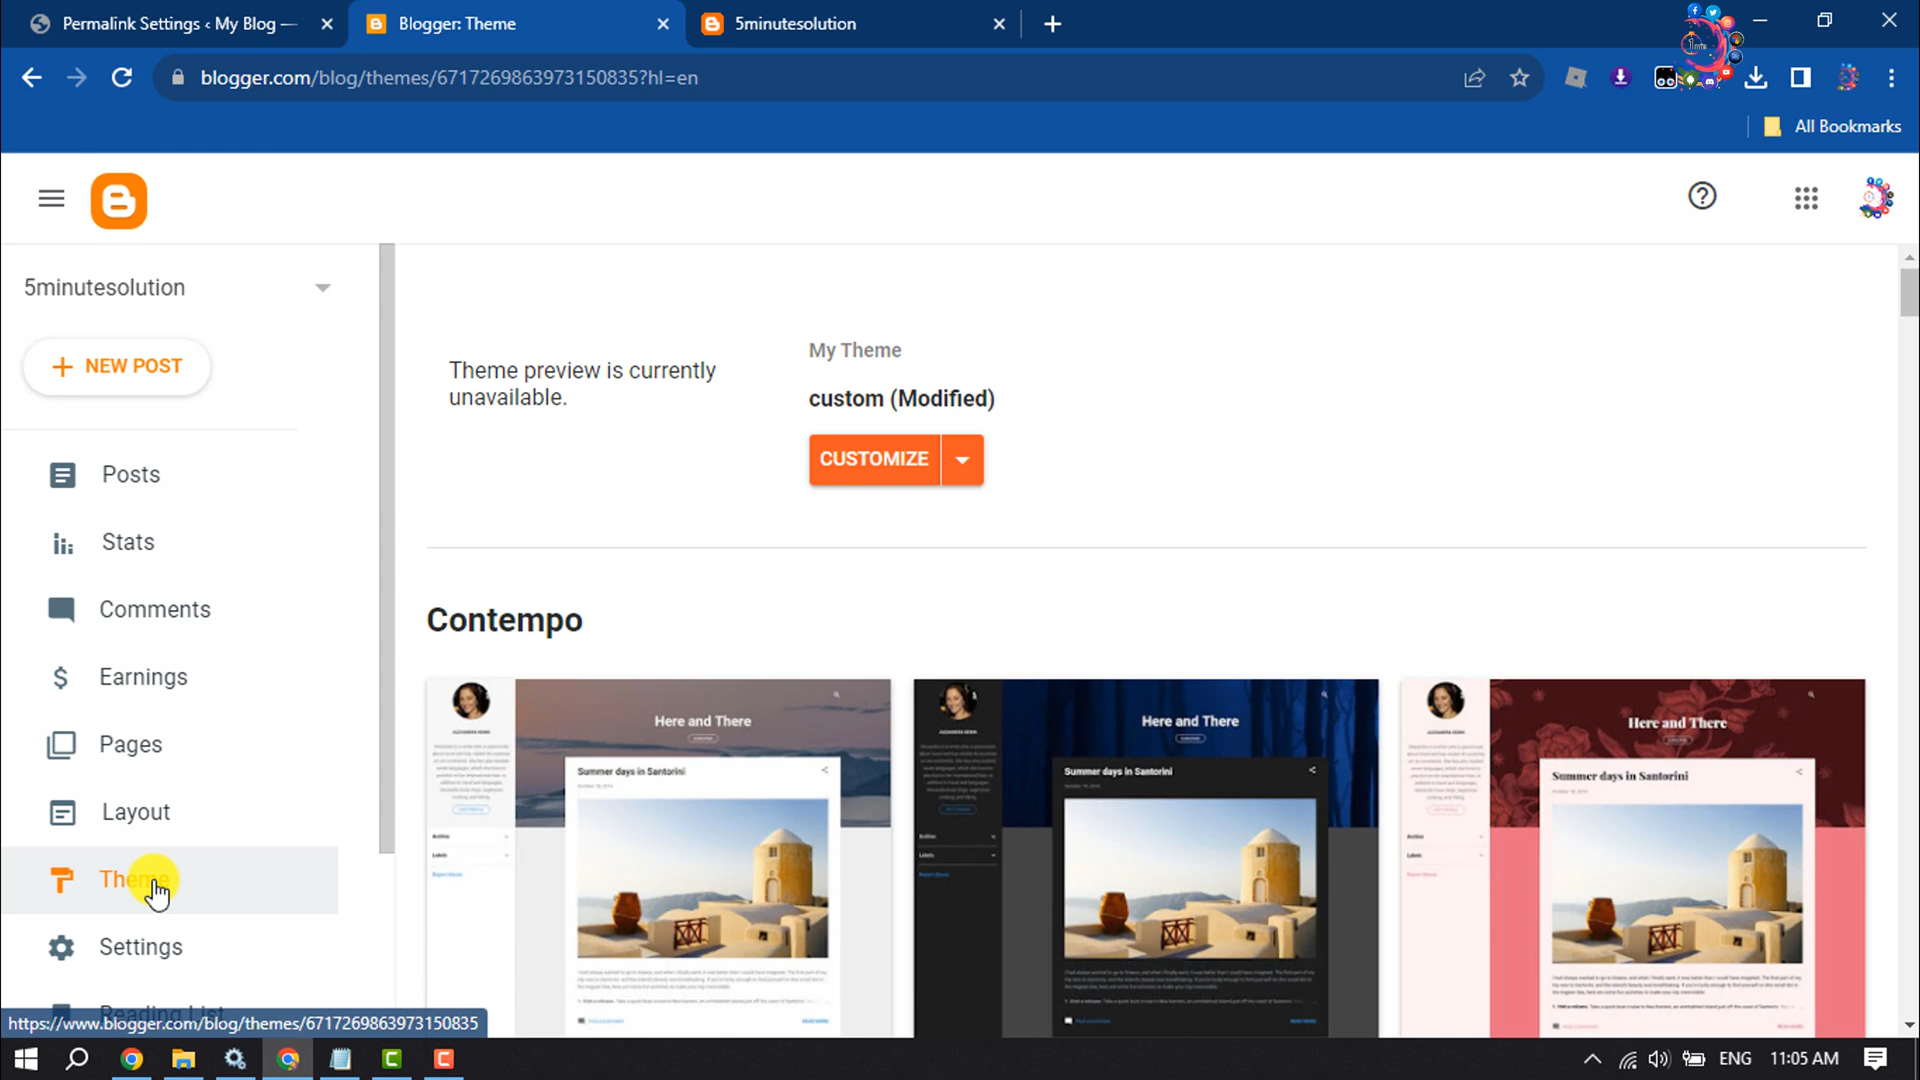 Permalink Settings ‹ My Blog —
Blogger: Theme
5minutesolution
blogger.com/blog/themes/6717269863973150835?hl=en
All Bookmarks
5minutesolution
NEW POST
Posts
Stats
Comments
Earnings
Pages
Layout
Theme
Settings
Reading List
Theme preview is currently
unavailable.
My Theme
custom (Modified)
CUSTOMIZE
Contempo
Here and There
Summer days in Santorini
Here and There
Summer days in Santorini
Here and There
Summer days in Santorini
https://www.blogger.com/blog/themes/6717269863973150835
ENG
11:05 AM